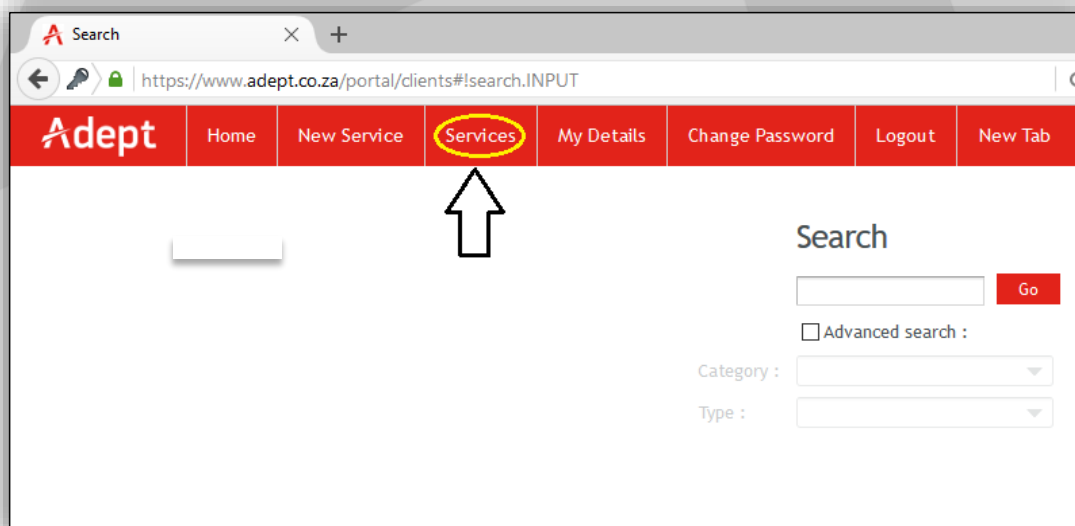 Search
https://www.adept.co.za/portal/clients#!search.INPUT
Adept Home New Service Services My Details Change Password Logout New Tab
Search
Go
Advanced search :
Category :
Type :